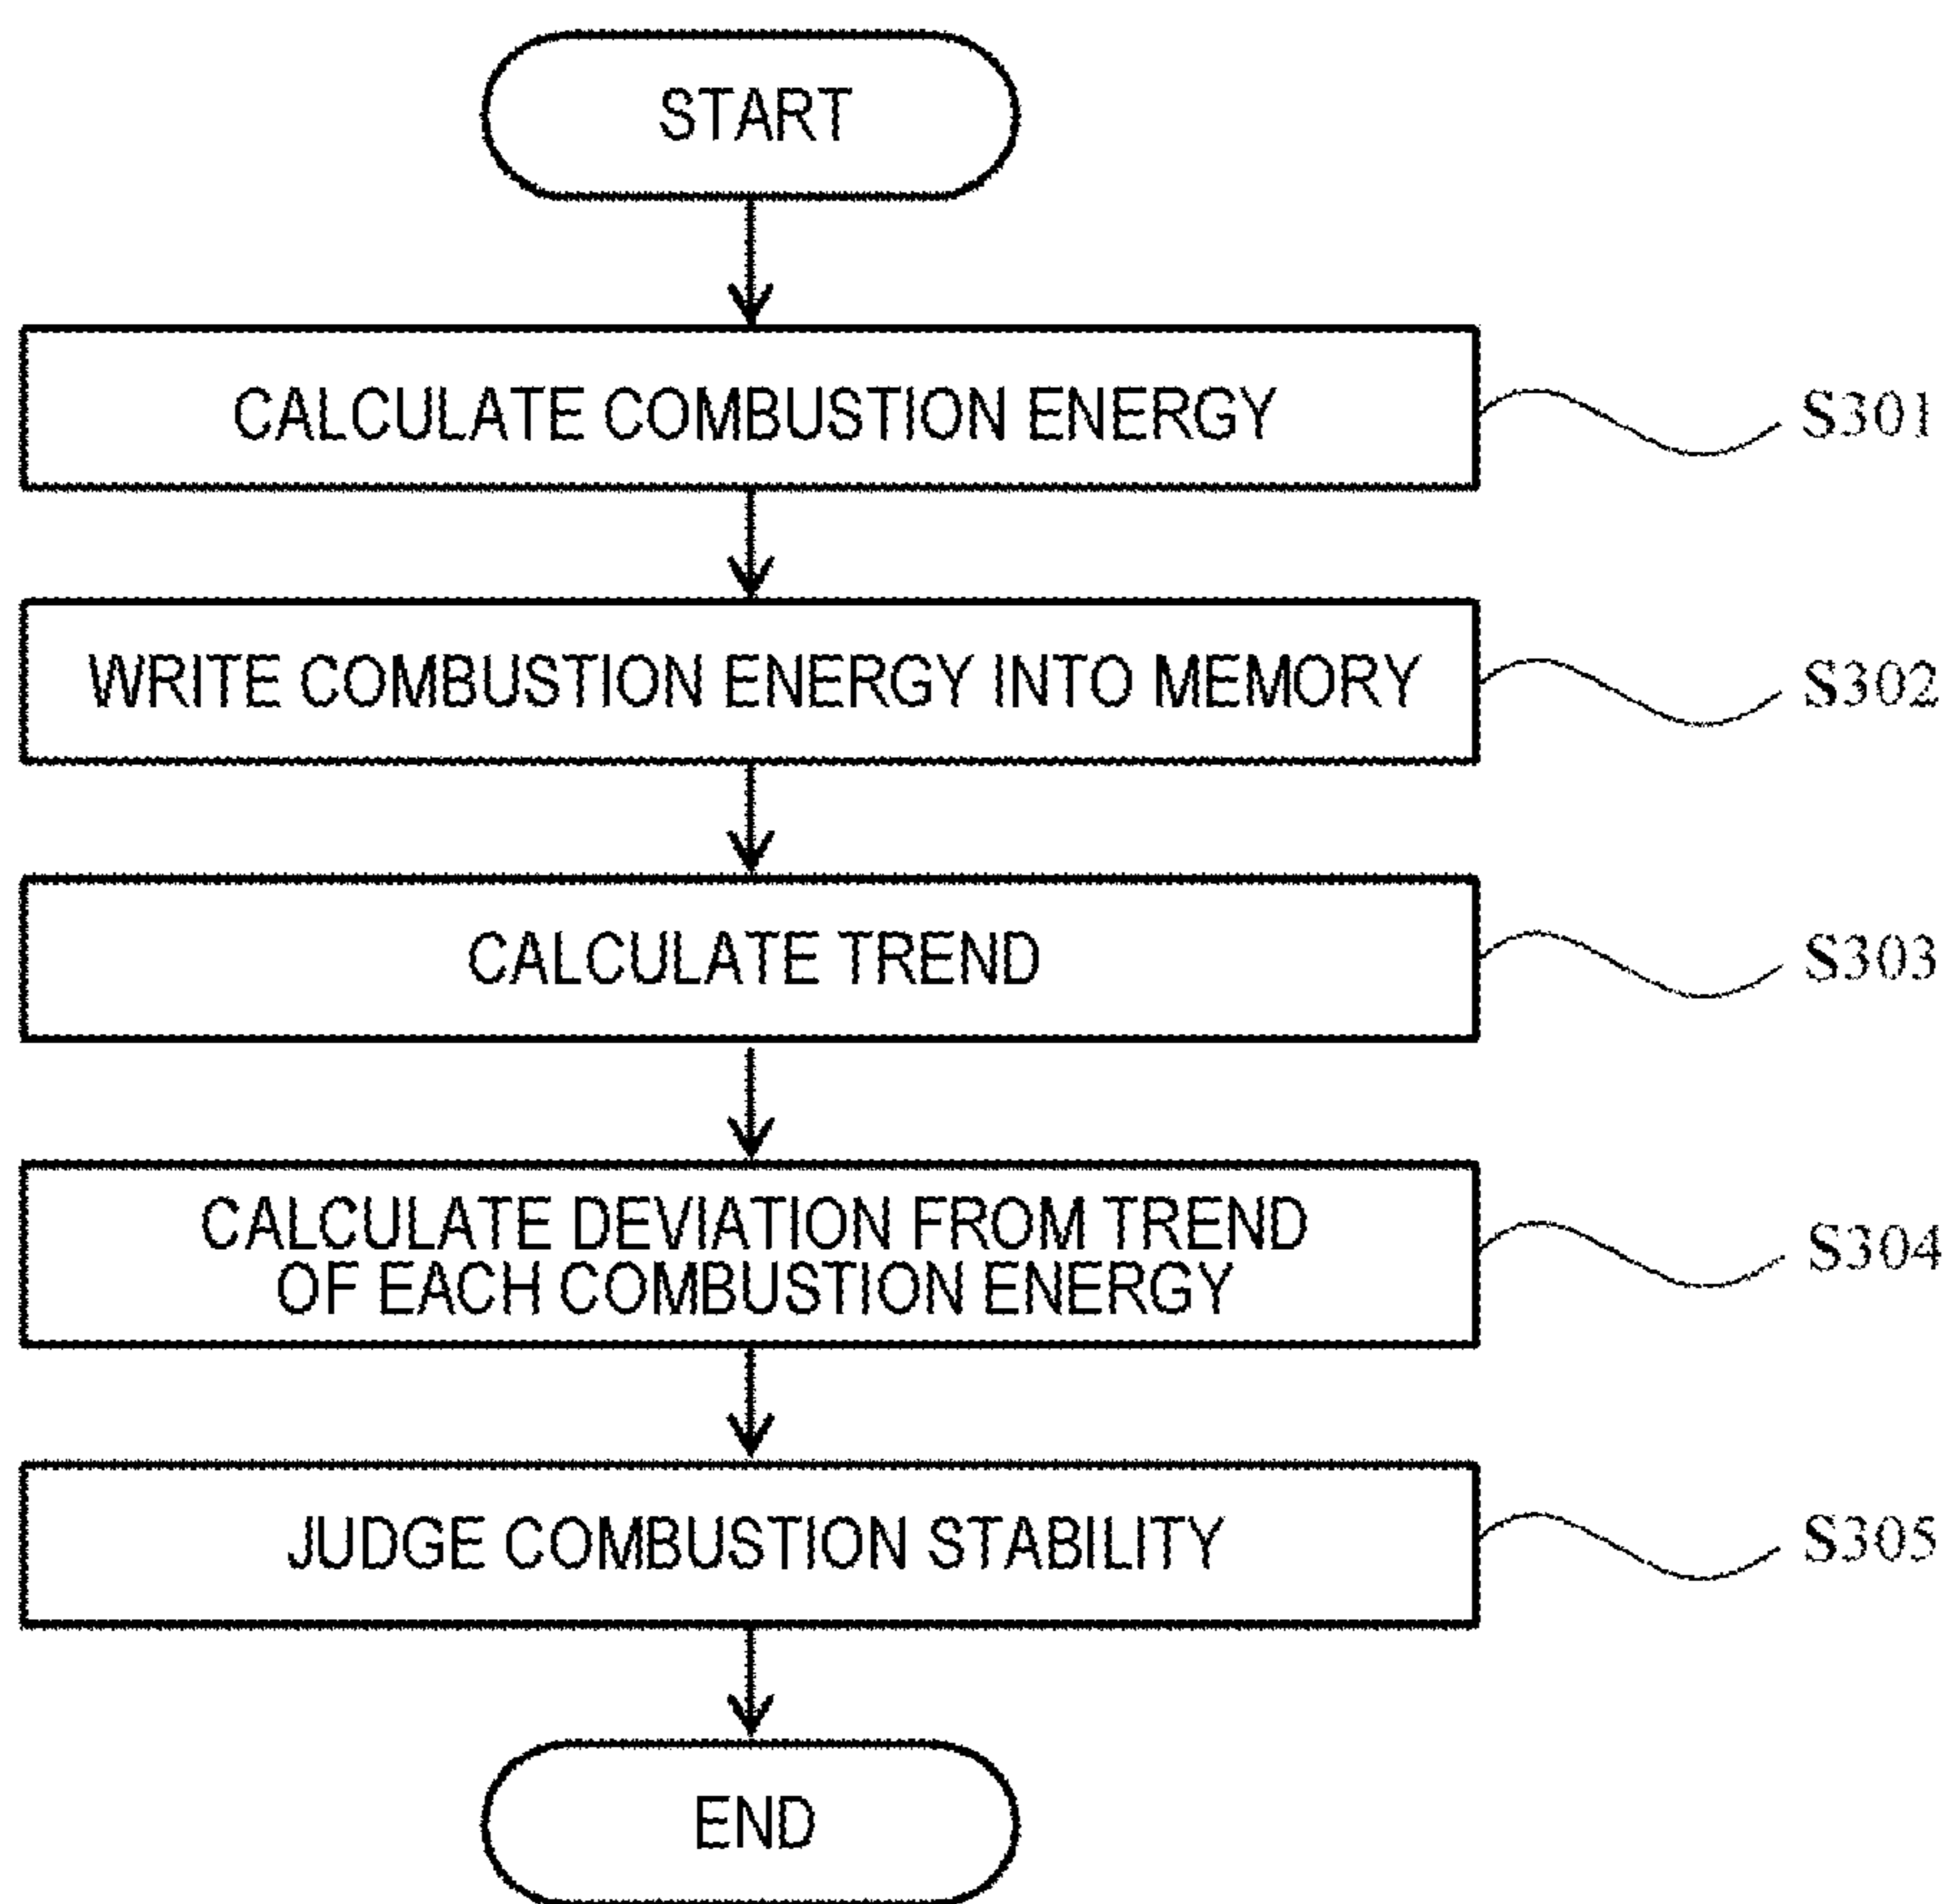 START
CALCULATE COMBUSTION ENERGY
S301
WRITE COMBUSTION ENERGY INTO MEMORY
S302
CALCULATE TREND
S303
CALCULATE DEVIATION FROM TREND
OF EACH COMBUSTION ENERGY
S304
JUDGE COMBUSTION STABILITY
S305
END